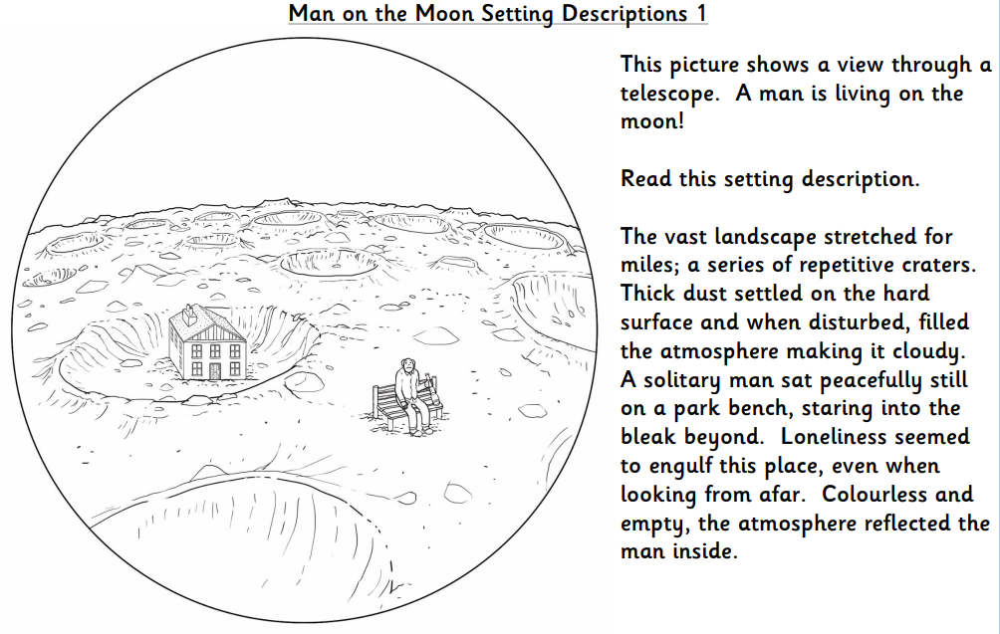 Man on the Moon Setting Descriptions 1
This picture shows a view through a
telescope.  A man is living on the
moon!
Read this setting description.
The vast landscape stretched for
miles; a series of repetitive craters.
Thick dust settled on the hard
surface and when disturbed, filled
the atmosphere making it cloudy.
A solitary man sat peacefully still
on a park bench, staring into the
bleak beyond.  Loneliness seemed
to engulf this place, even when
looking from afar.  Colourless and
empty, the atmosphere reflected the
man inside.